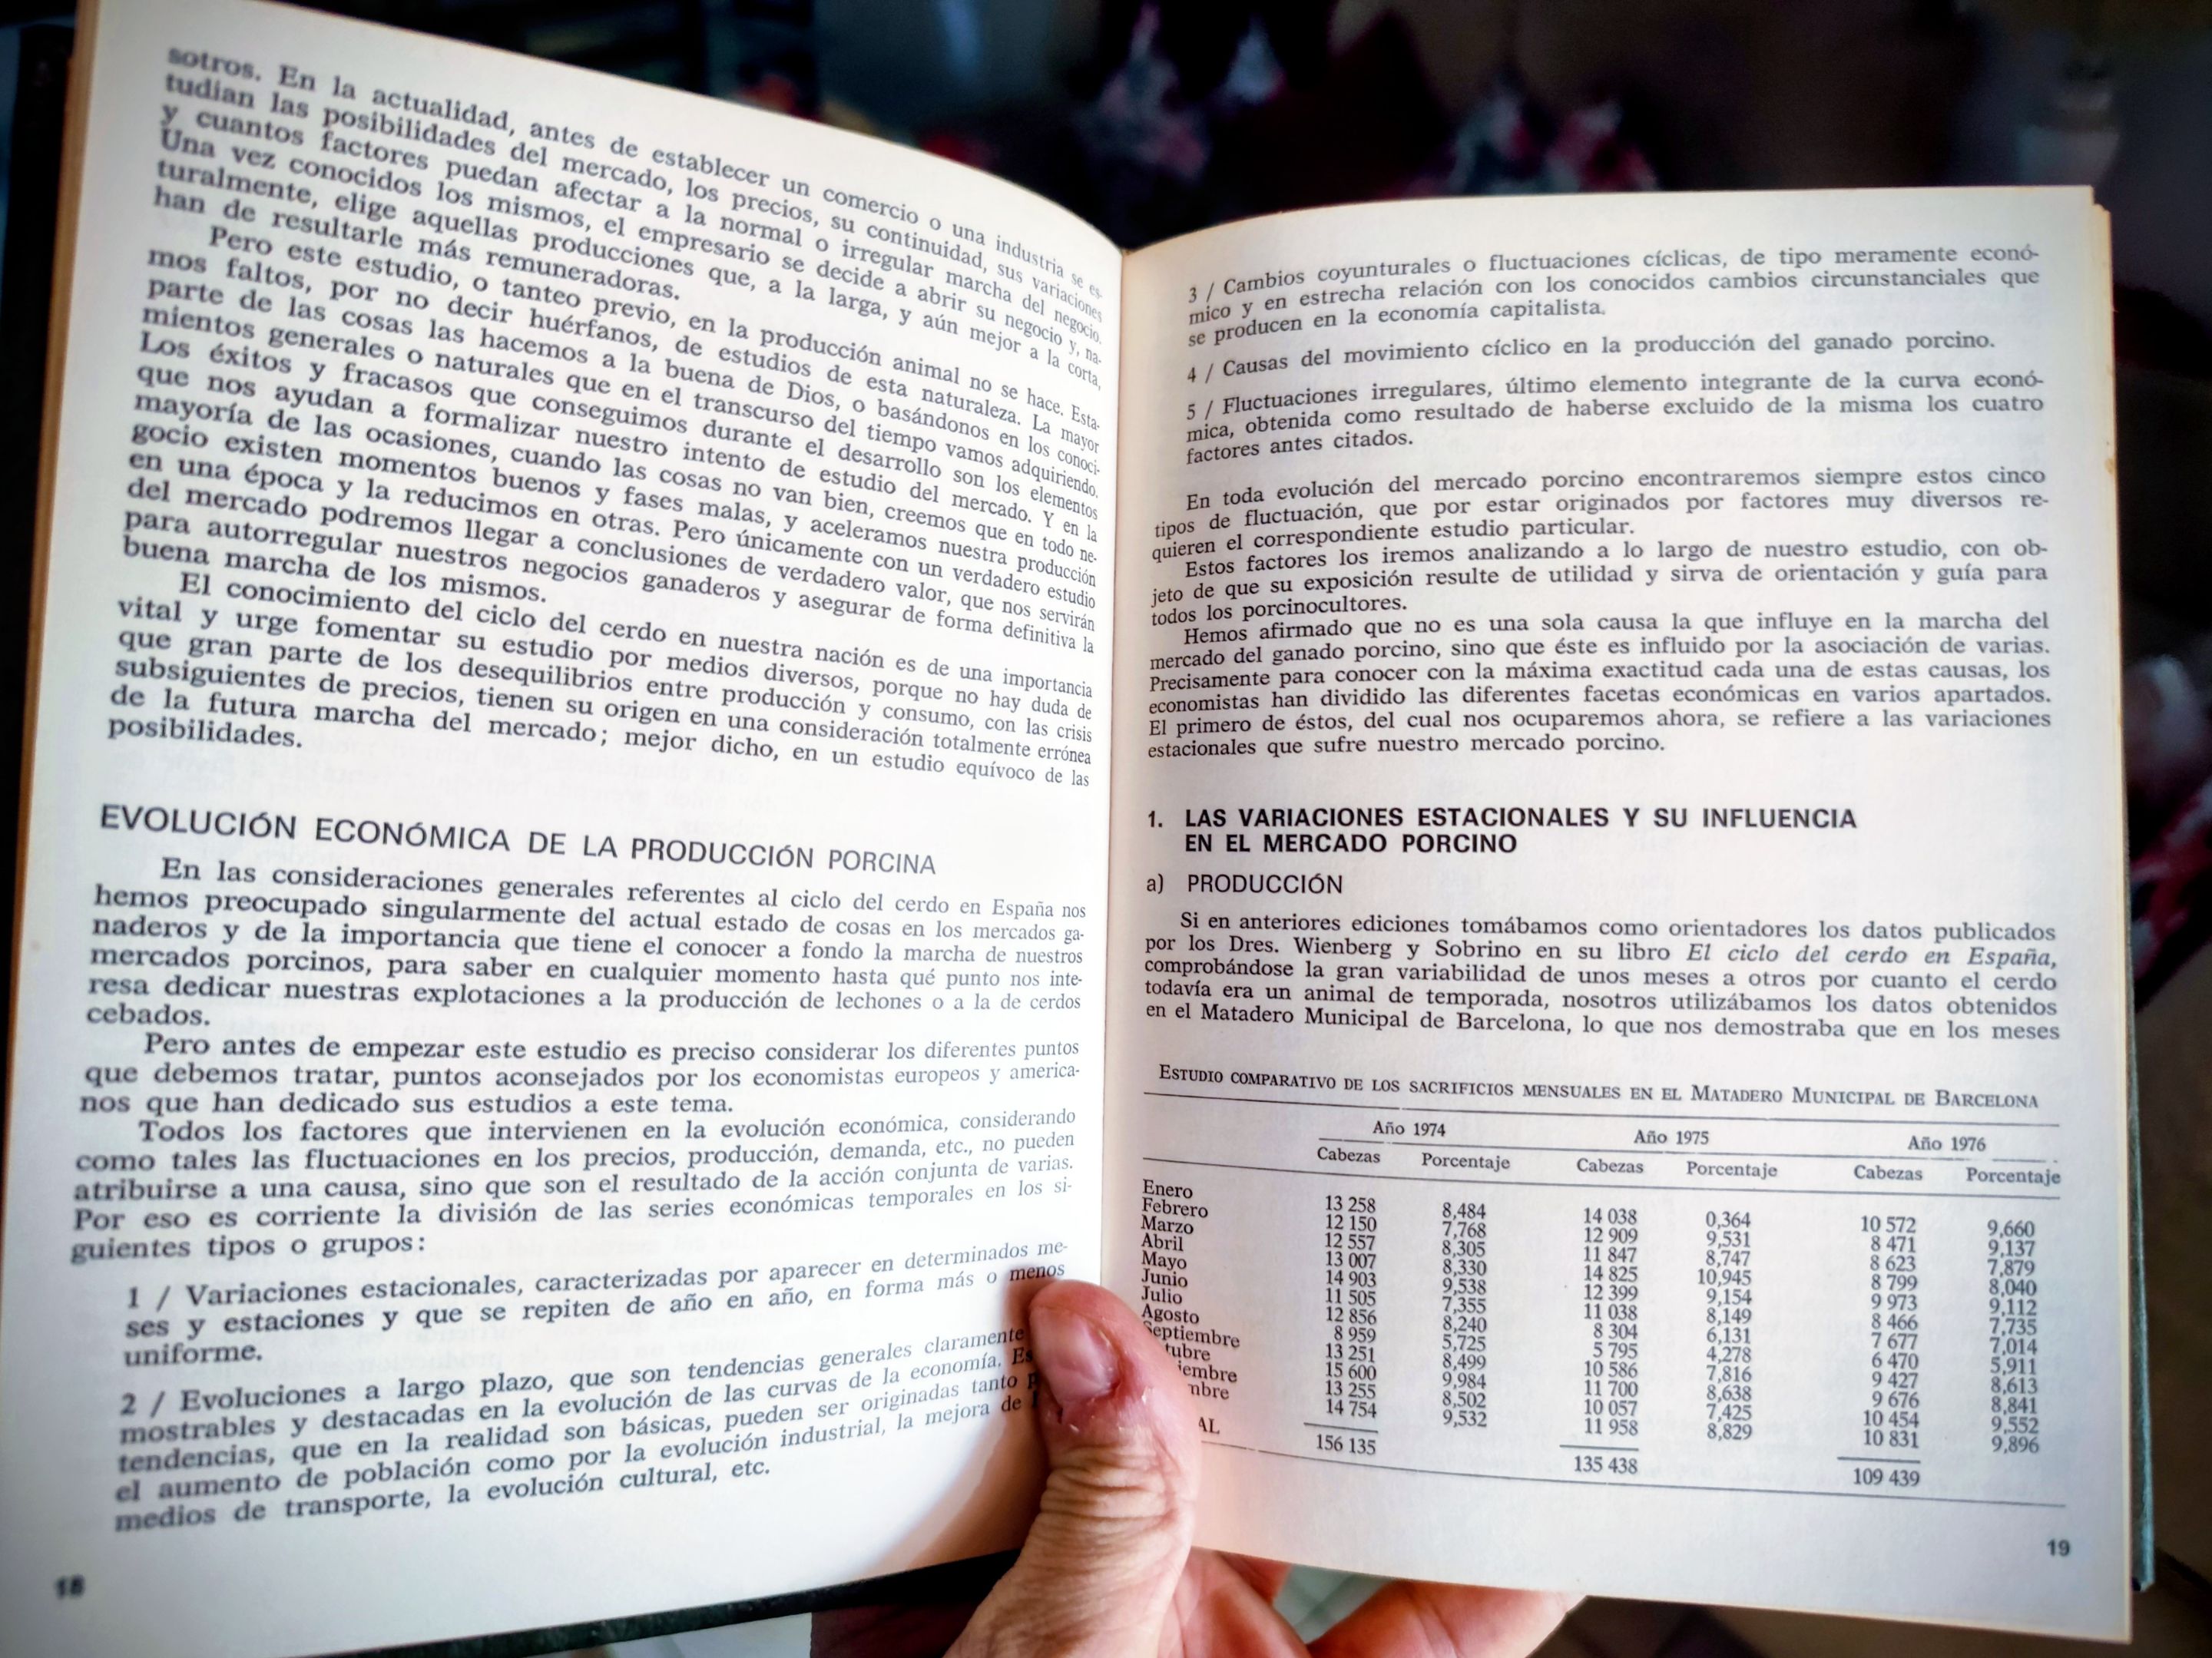 sotros. En la actualidad, antes de establecer un comercio o una industria se es-
tudian las posibilidades del mercado, los precios, su continuidad, sus variaciones
y cuantos factores puedan afectar a la normal o irregular marcha del negocio.
Una vez conocidos los mismos, el empresario se decide a abrir su negocio y, na-
turalmente, elige aquellas producciones que, a la larga, y aún mejor a la corta,
han de resultarle más remuneradoras.
Pero este estudio, o tanteo previo, en la producción animal no se hace. Esta-
mos faltos, por no decir huérfanos, de estudios de esta naturaleza. La mayor
parte de las cosas las hacemos a la buena de Dios, o basándonos en los conoci-
mientos generales o naturales que en el transcurso del tiempo vamos adquiriendo.
Los éxitos y fracasos que conseguimos durante el desarrollo son los elementos
que nos ayudan a formalizar nuestro intento de estudio del mercado. Y en la
mayoría de las ocasiones, cuando las cosas no van bien, creemos que en todo ne-
gocio existen momentos buenos y fases malas, y aceleramos nuestra producción
en una época y la reducimos en otras. Pero únicamente con un verdadero estudio
del mercado podremos llegar a conclusiones de verdadero valor, que nos servirán
para autorregular nuestros negocios ganaderos y asegurar de forma definitiva la
buena marcha de los mismos.
El conocimiento del ciclo del cerdo en nuestra nación es de una importancia
vital y urge fomentar su estudio por medios diversos, porque no hay duda de
que gran parte de los desequilibrios entre producción y consumo, con las crisis
subsiguientes de precios, tienen su origen en una consideración totalmente errónea
de la futura marcha del mercado; mejor dicho, en un estudio equívoco de las
posibilidades.
EVOLUCIÓN ECONÓMICA DE LA PRODUCCIÓN PORCINA
En las consideraciones generales referentes al ciclo del cerdo en España nos
hemos preocupado singularmente del actual estado de cosas en los mercados ga-
naderos y de la importancia que tiene el conocer a fondo la marcha de nuestros
mercados porcinos, para saber en cualquier momento hasta qué punto nos inte-
resa dedicar nuestras explotaciones a la producción de lechones o a la de cerdos
cebados.
Pero antes de empezar este estudio es preciso considerar los diferentes puntos
que debemos tratar, puntos aconsejados por los economistas europeos y america-
nos que han dedicado sus estudios a este tema.
Todos los factores que intervienen en la evolución económica, considerando
como tales las fluctuaciones en los precios, producción, demanda, etc., no pueden
atribuirse a una causa, sino que son el resultado de la acción conjunta de varias.
Por eso es corriente la división de las series económicas temporales en los si-
guientes tipos o grupos:
1 / Variaciones estacionales, caracterizadas por aparecer en determinados me-
ses y estaciones y que se repiten de año en año, en forma más o menos
uniforme.
2 / Evoluciones a largo plazo, que son tendencias generales claramente
mostrables y destacadas en la evolución de las curvas de la economía. Es
tendencias, que en la realidad son básicas, pueden ser originadas tanto p
el aumento de población como por la evolución industrial, la mejora de
medios de transporte, la evolución cultural, etc.
18
3 / Cambios coyunturales o fluctuaciones cíclicas, de tipo meramente econó-
mico y en estrecha relación con los conocidos cambios circunstanciales que
se producen en la economía capitalista.
4 / Causas del movimiento cíclico en la producción del ganado porcino.
5 / Fluctuaciones irregulares, último elemento integrante de la curva econó-
mica, obtenida como resultado de haberse excluido de la misma los cuatro
factores antes citados.
En toda evolución del mercado porcino encontraremos siempre estos cinco
tipos de fluctuación, que por estar originados por factores muy diversos re-
quieren el correspondiente estudio particular.
Estos factores los iremos analizando a lo largo de nuestro estudio, con ob-
jeto de que su exposición resulte de utilidad y sirva de orientación y guía para
todos los porcinocultores.
Hemos afirmado que no es una sola causa la que influye en la marcha del
mercado del ganado porcino, sino que éste es influido por la asociación de varias.
Precisamente para conocer con la máxima exactitud cada una de estas causas, los
economistas han dividido las diferentes facetas económicas en varios apartados.
El primero de éstos, del cual nos ocuparemos ahora, se refiere a las variaciones
estacionales que sufre nuestro mercado porcino.
1. LAS VARIACIONES ESTACIONALES Y SU INFLUENCIA
EN EL MERCADO PORCINO
a) PRODUCCIÓN
Si en anteriores ediciones tomábamos como orientadores los datos publicados
por los Dres. Wienberg y Sobrino en su libro El ciclo del cerdo en España,
comprobándose la gran variabilidad de unos meses a otros por cuanto el cerdo
todavía era un animal de temporada, nosotros utilizábamos los datos obtenidos
en el Matadero Municipal de Barcelona, lo que nos demostraba que en los meses
ESTUDIO COMPARATIVO DE LOS SACRIFICIOS MENSUALES EN EL MATADERO MUNICIPAL DE BARCELONA
Año 1974 Año 1975 Año 1976
Cabezas Porcentaje Cabezas Porcentaje Cabezas Porcentaje
Enero 13 258 8,484 14 038 0,364 10 572 9,660
Febrero 12 150 7,768 12 909 9,531 8 471 9,137
Marzo 12 557 8,305 11 847 8,747 8 623 7,879
Abril 13 007 8,330 14 825 10,945 8 799 8,040
Mayo 14 903 9,538 12 399 9,154 9 973 9,112
Junio 11 505 7,355 11 038 8,149 8 466 7,735
Julio 12 856 8,240 8 304 6,131 7 677 7,014
Agosto 8 959 5,725 5 795 4,278 6 470 5,911
Septiembre 13 251 8,499 10 586 7,816 9 427 8,613
tubre 15 600 9,984 11 700 8,638 9 676 8,841
iembre 13 255 8,502 10 057 7,425 10 454 9,552
mbre 14 754 9,532 11 958 8,829 10 831 9,896
AL 156 135 135 438 109 439
19